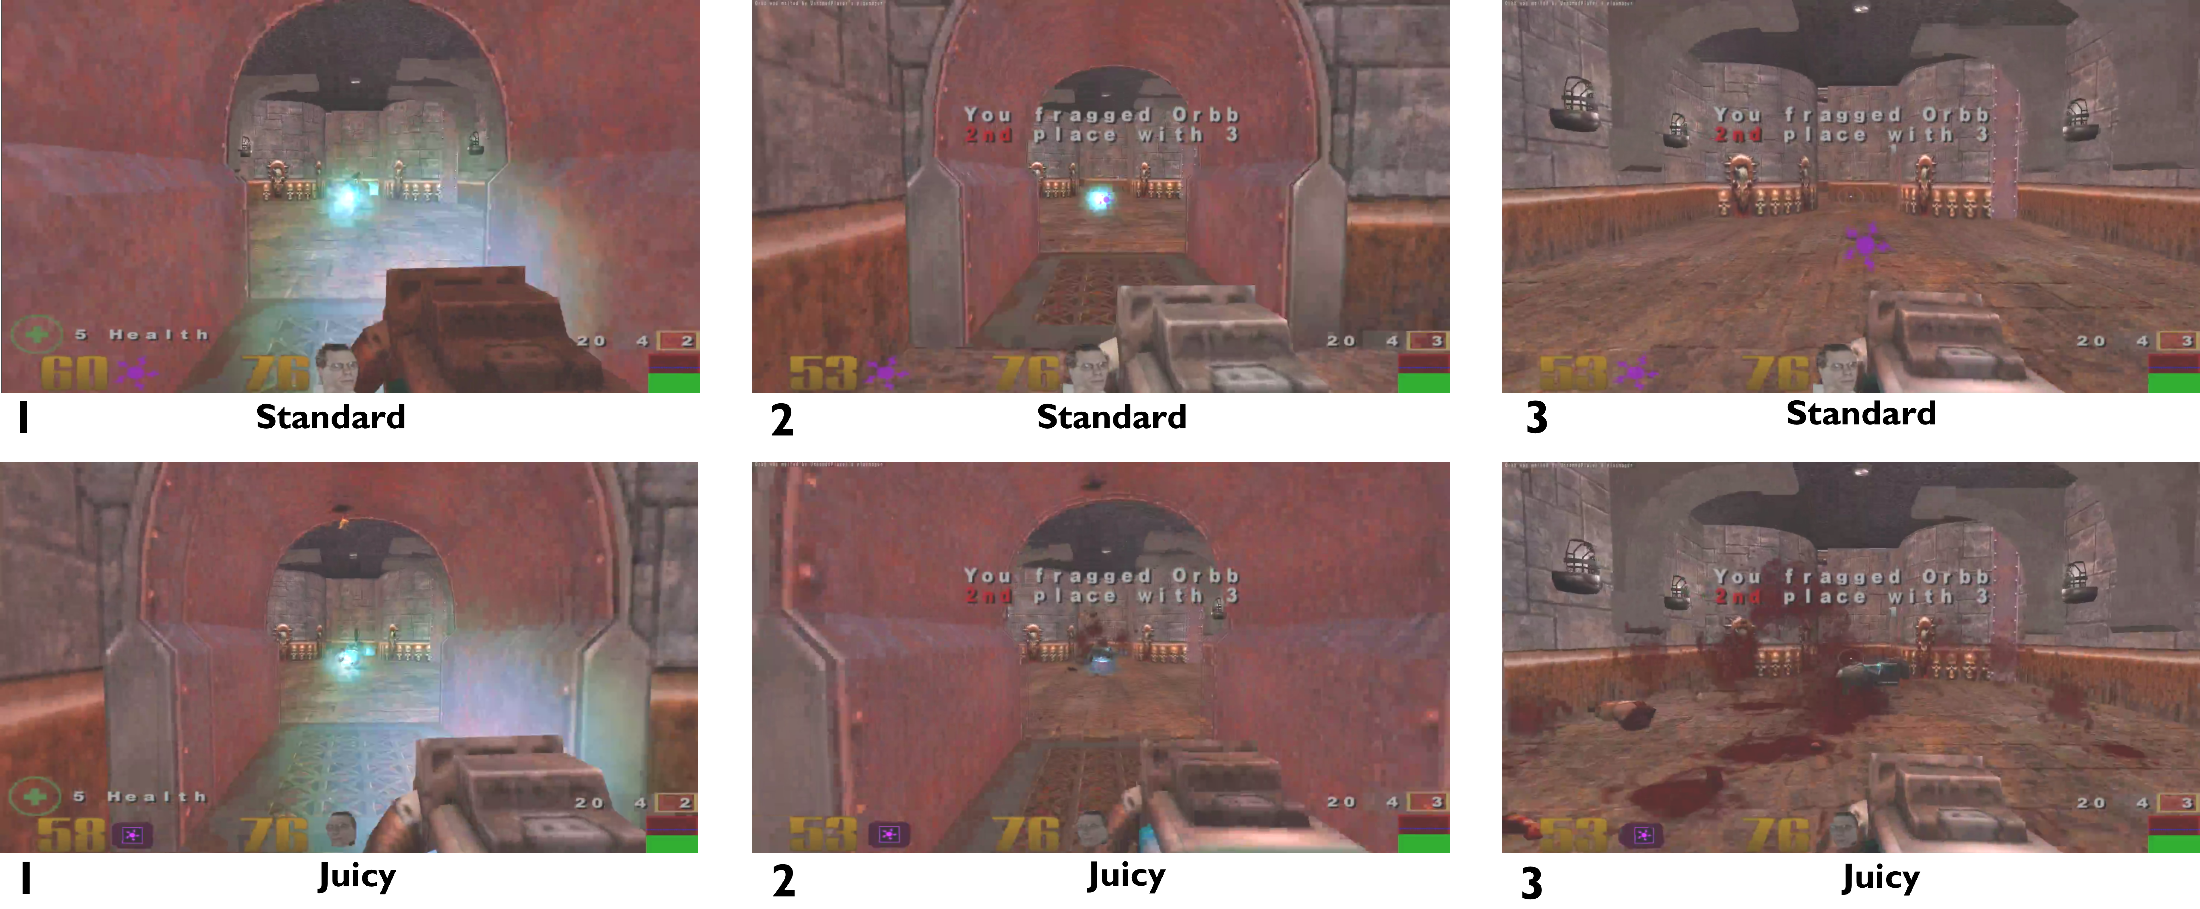 You fragged Orbb
2nd place with 3
You fragged Orbb
2nd place with 3
5 Health
20 4 2
20 4 3
20 4 3
60 76
53 76
53 76
1 Standard
2 Standard
3 Standard
You fragged Orbb
2nd place with 3
You fragged Orbb
2nd place with 3
5 Health
20 4 2
20 4 3
20 4 3
58 76
53 76
53 76
1 Juicy
2 Juicy
3 Juicy